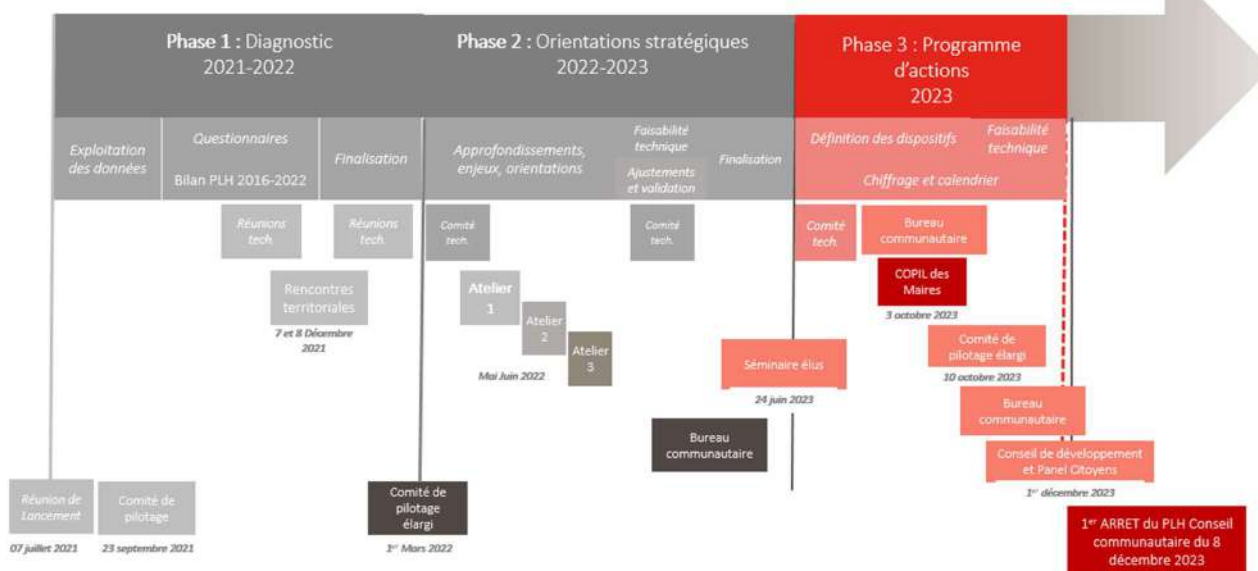 Phase 1 : Diagnostic
2021-2022
Phase 2 : Orientations stratégiques
2022-2023
Phase 3 : Programme
d'actions
2023
Exploitation
des données
Questionnaires
Bilan PLH 2016-2022
Finalisation
Approfondissements,
enjeux, orientations
Faisabilité
technique
Ajustements
et validation
Finalisation
Définition des dispositifs
Faisabilité
technique
Chiffrage et calendrier
Réunions
tech.
Réunions
tech.
Comité
tech.
Comité
tech.
Comité
tech.
Bureau
communautaire
Rencontres
territoriales
7 et 8 Décembre
2021
Atelier
1
Atelier
2
Atelier
3
Mai Juin 2022
COPIL des
Maires
3 octobre 2023
Séminaire élus
24 juin 2023
Comité de
pilotage élargi
10 octobre 2023
Bureau
communautaire
Bureau
communautaire
Conseil de développement
et Panel Citoyens
1er décembre 2023
Réunion de
Lancement
07 juillet 2021
Comité de
pilotage
23 septembre 2021
Comité de
pilotage
élargi
1er Mars 2022
1er ARRET du PLH Conseil
communautaire du 8
décembre 2023